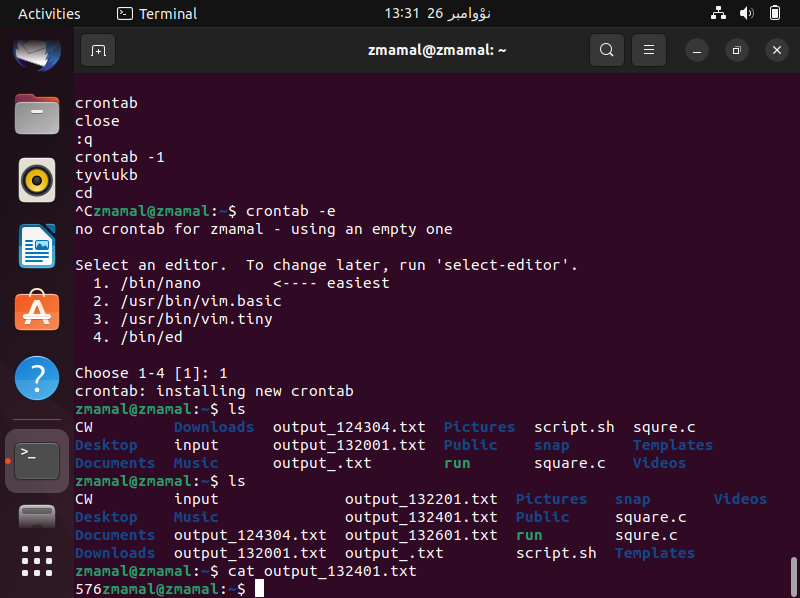 Activities Terminal 13:31 26 نۆوامبر
zmamal@zmamal: ~
crontab
close
:q
crontab -1
tyviukb
cd
^Czmamal@zmamal:~$ crontab -e
no crontab for zmamal - using an empty one
Select an editor.  To change later, run 'select-editor'.
  1. /bin/nano        <---- easiest
  2. /usr/bin/vim.basic
  3. /usr/bin/vim.tiny
  4. /bin/ed
Choose 1-4 [1]: 1
crontab: installing new crontab
zmamal@zmamal:~$ ls
CW         Downloads  output_124304.txt  Pictures  script.sh  squre.c
Desktop    input      output_132001.txt  Public    snap       Templates
Documents  Music      output_.txt        run       square.c   Videos
zmamal@zmamal:~$ ls
CW         input              output_132201.txt  Pictures   snap       Videos
Desktop    Music              output_132401.txt  Public     square.c
Documents  output_124304.txt  output_132601.txt  run        squre.c
Downloads  output_132001.txt  output_.txt        script.sh  Templates
zmamal@zmamal:~$ cat output_132401.txt
576zmamal@zmamal:~$